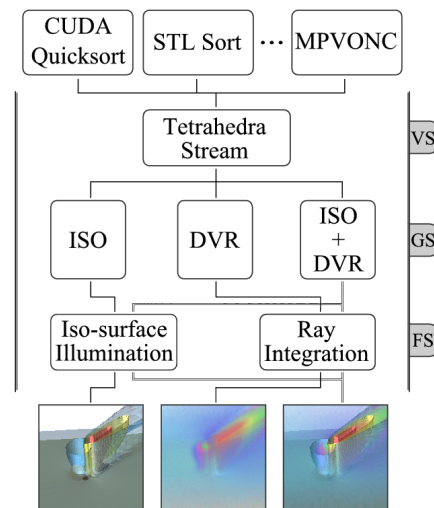 CUDA
Quicksort
STL Sort
...
MPVONC
Tetrahedra
Stream
VS
ISO
DVR
ISO
+
DVR
GS
Iso-surface
Illumination
Ray
Integration
FS